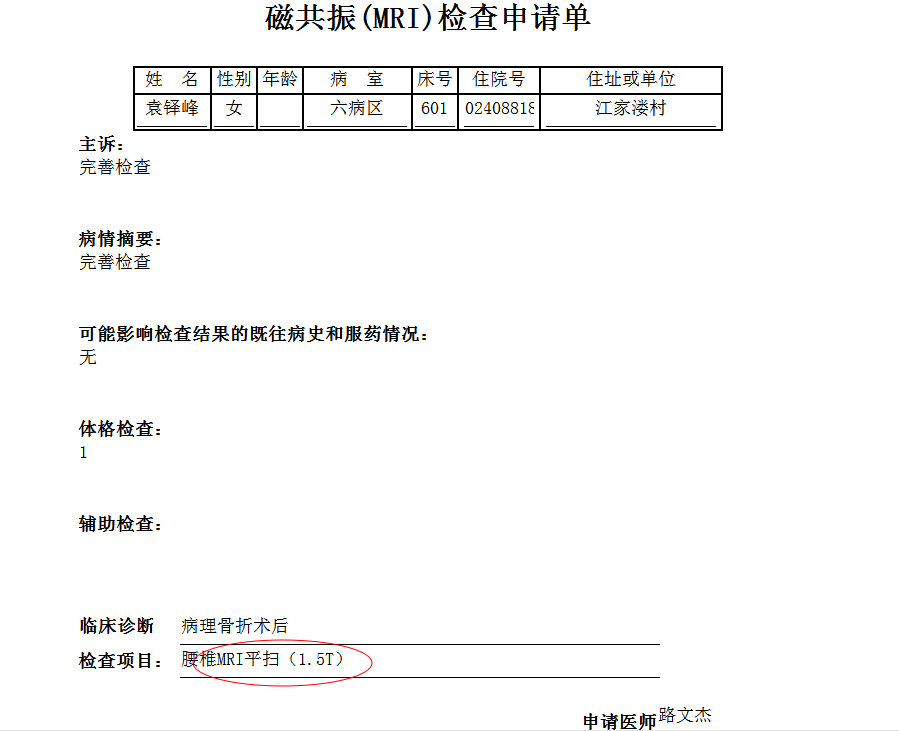 磁共振(MRI)检查申请单
姓 名 性别 年龄 病 室 床号 住院号 住址或单位
袁铎峰 女 六病区 601 02408818 江家溇村
主诉：
完善检查
病情摘要：
完善检查
可能影响检查结果的既往病史和服药情况：
无
体格检查：
1
辅助检查：
临床诊断 病理骨折术后
检查项目： 腰椎MRI平扫（1.5T）
申请医师 路文杰